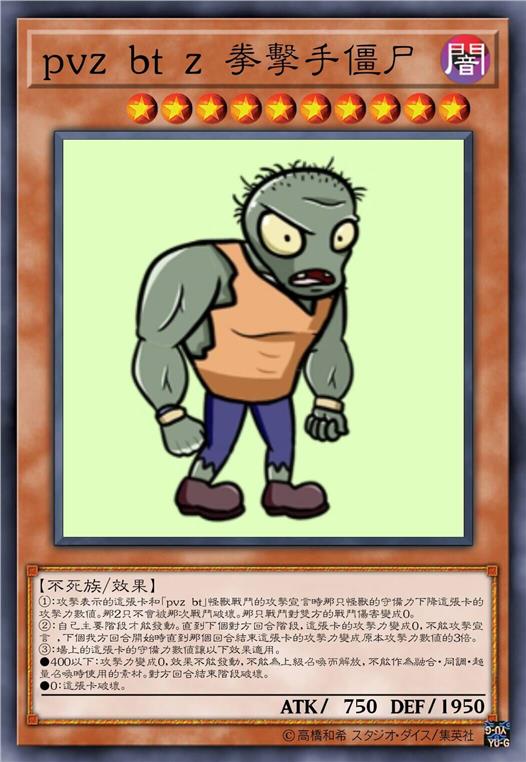 pvz bt z 拳擊手僵尸
闇
【不死族/效果】
①:攻擊表示的這張卡和「pvz bt」怪獸戰鬥的攻擊宣言時那只怪獸的守備力下降這張卡的
攻擊力數值。那2只不會被那次戰鬥破壞。那只戰鬥對雙方的戰鬥傷害變成0。
②:自己主要階段才能發動。直到下個對方回合階段,這張卡的攻擊力變成0,不能攻擊宣
言,下個我方回合開始時直到那個回合結束這張卡的攻擊力變成原本攻擊力數值的3倍。
③:場上的這張卡的守備力數值讓以下效果適用。
●400以下:攻擊力變成0,效果不能發動,不能為上級召喚而解放,不能作為融合·同調·超
量召喚時使用的素材。對方回合結束階段破壞。
●0:這張卡破壞。
ATK/ 750 DEF/1950
©高橋和希 スタジオ·ダイス/集英社
YU-G